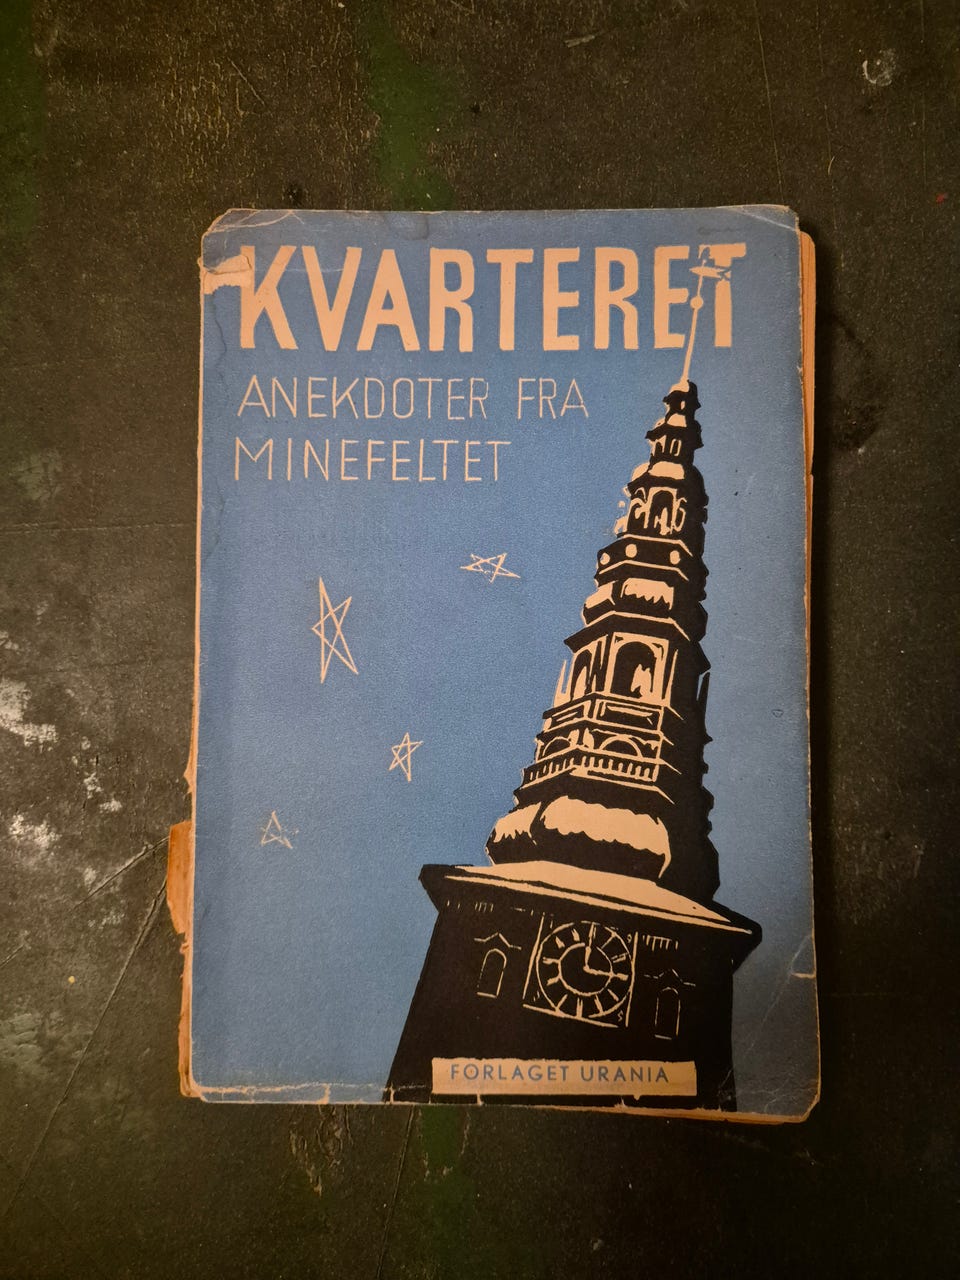 KVARTERET
ANEKDOTER FRA
MINEFELTET
FORLAGET URANIA